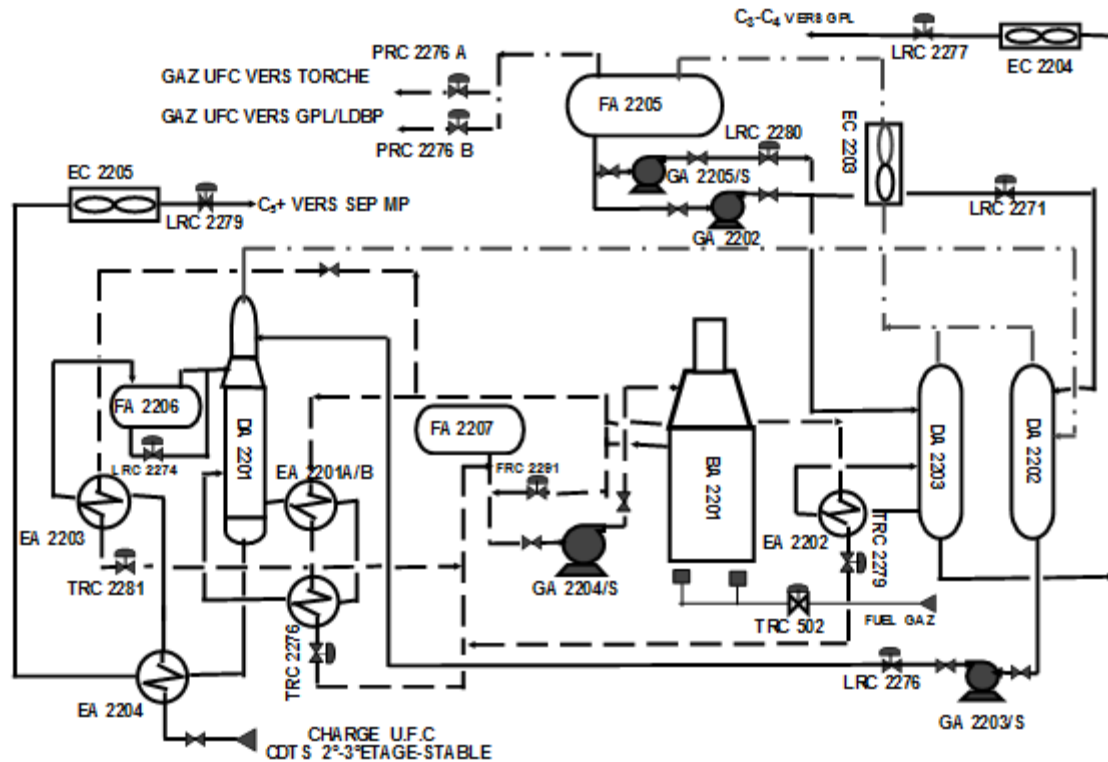 C₃-C₄ VERS GPL
LRC 2277
EC 2204
PRC 2276 A
GAZ UFC VERS TORCHE
GAZ UFC VERS GPL/LDBP
PRC 2276 B
FA 2205
LRC 2280
GA 2205/S
GA 2202
EC 2203
LRC 2271
EC 2205
LRC 2279
C₅+ VERS SEP MP
FA 2206
LRC 2274
DA 2201
EA 2201A/B
FA 2207
FRC 2291
BA 2201
DA 2203
DA 2202
EA 2203
TRC 2281
GA 2204/S
EA 2202
TRC 2279
TRC 502
FUEL GAZ
TRC 2276
EA 2204
LRC 2276
GA 2203/S
CHARGE U.F.C
CDTS 2°-3°ETAGE-STABLE